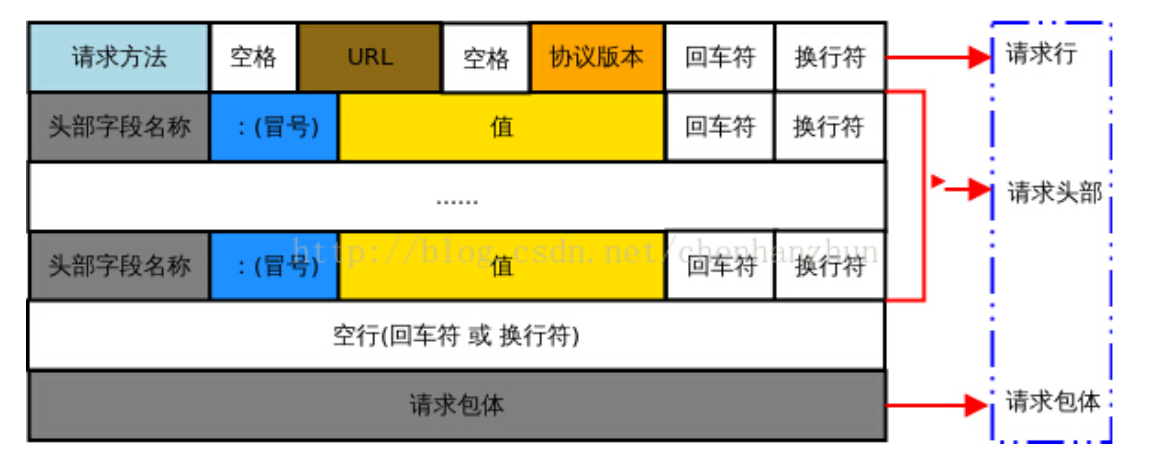 请求方法 空格 URL 空格 协议版本 回车符 换行符 请求行
头部字段名称 :(冒号) 值 回车符 换行符
......
请求头部
http://blog.csdn.net/chenhanzhun
头部字段名称 :(冒号) 值 回车符 换行符
空行(回车符 或 换行符)
请求包体 请求包体